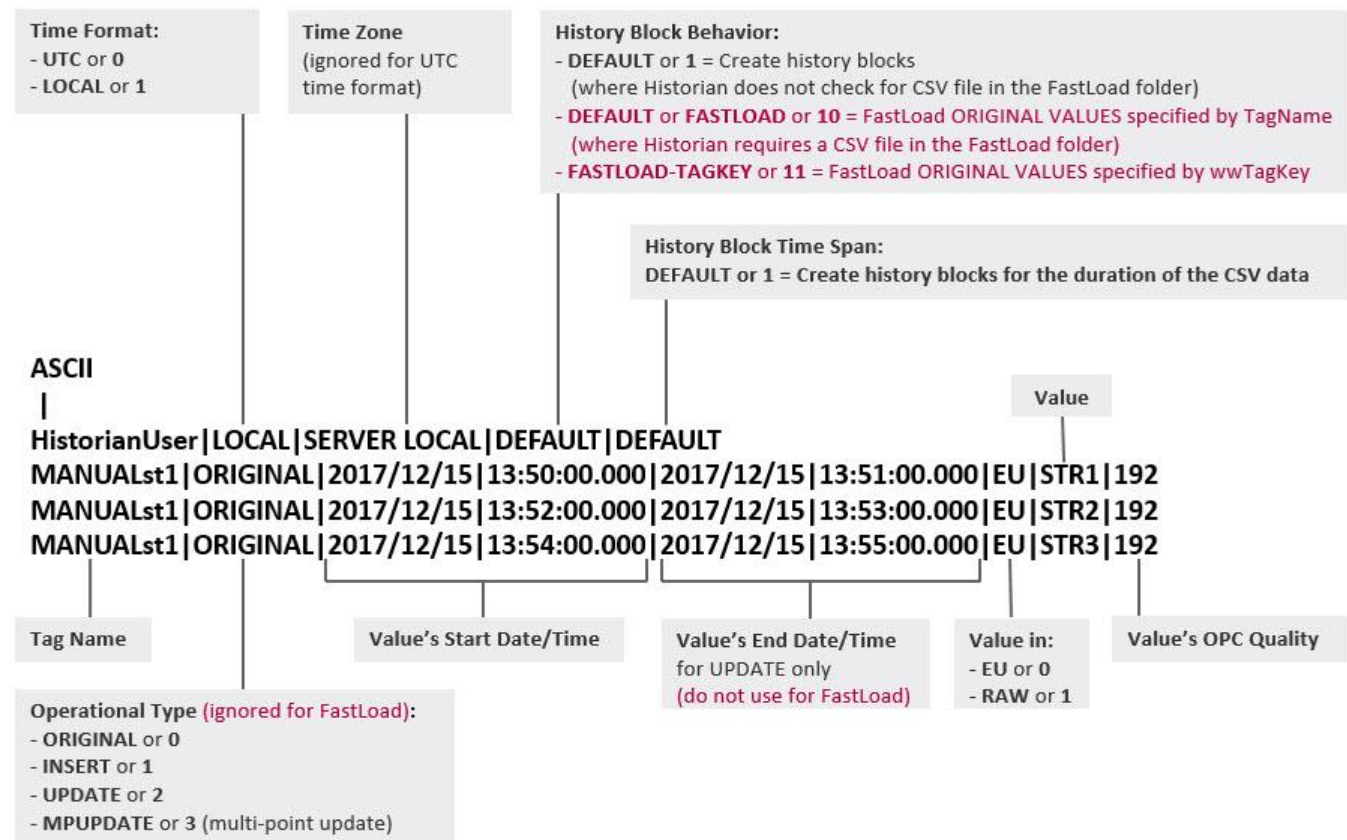 Time Format:
- UTC or 0
- LOCAL or 1
Time Zone
(ignored for UTC
time format)
History Block Behavior:
- DEFAULT or 1 = Create history blocks
(where Historian does not check for CSV file in the FastLoad folder)
- DEFAULT or FASTLOAD or 10 = FastLoad ORIGINAL VALUES specified by TagName
(where Historian requires a CSV file in the FastLoad folder)
- FASTLOAD-TAGKEY or 11 = FastLoad ORIGINAL VALUES specified by wwTagKey
History Block Time Span:
DEFAULT or 1 = Create history blocks for the duration of the CSV data
ASCII
|
Value
HistorianUser|LOCAL|SERVER LOCAL|DEFAULT|DEFAULT
MANUALst1|ORIGINAL|2017/12/15|13:50:00.000|2017/12/15|13:51:00.000|EU|STR1|192
MANUALst1|ORIGINAL|2017/12/15|13:52:00.000|2017/12/15|13:53:00.000|EU|STR2|192
MANUALst1|ORIGINAL|2017/12/15|13:54:00.000|2017/12/15|13:55:00.000|EU|STR3|192
Tag Name
Value's Start Date/Time
Value's End Date/Time
for UPDATE only
(do not use for FastLoad)
Value in:
- EU or 0
- RAW or 1
Value's OPC Quality
Operational Type (ignored for FastLoad):
- ORIGINAL or 0
- INSERT or 1
- UPDATE or 2
- MPUPDATE or 3 (multi-point update)